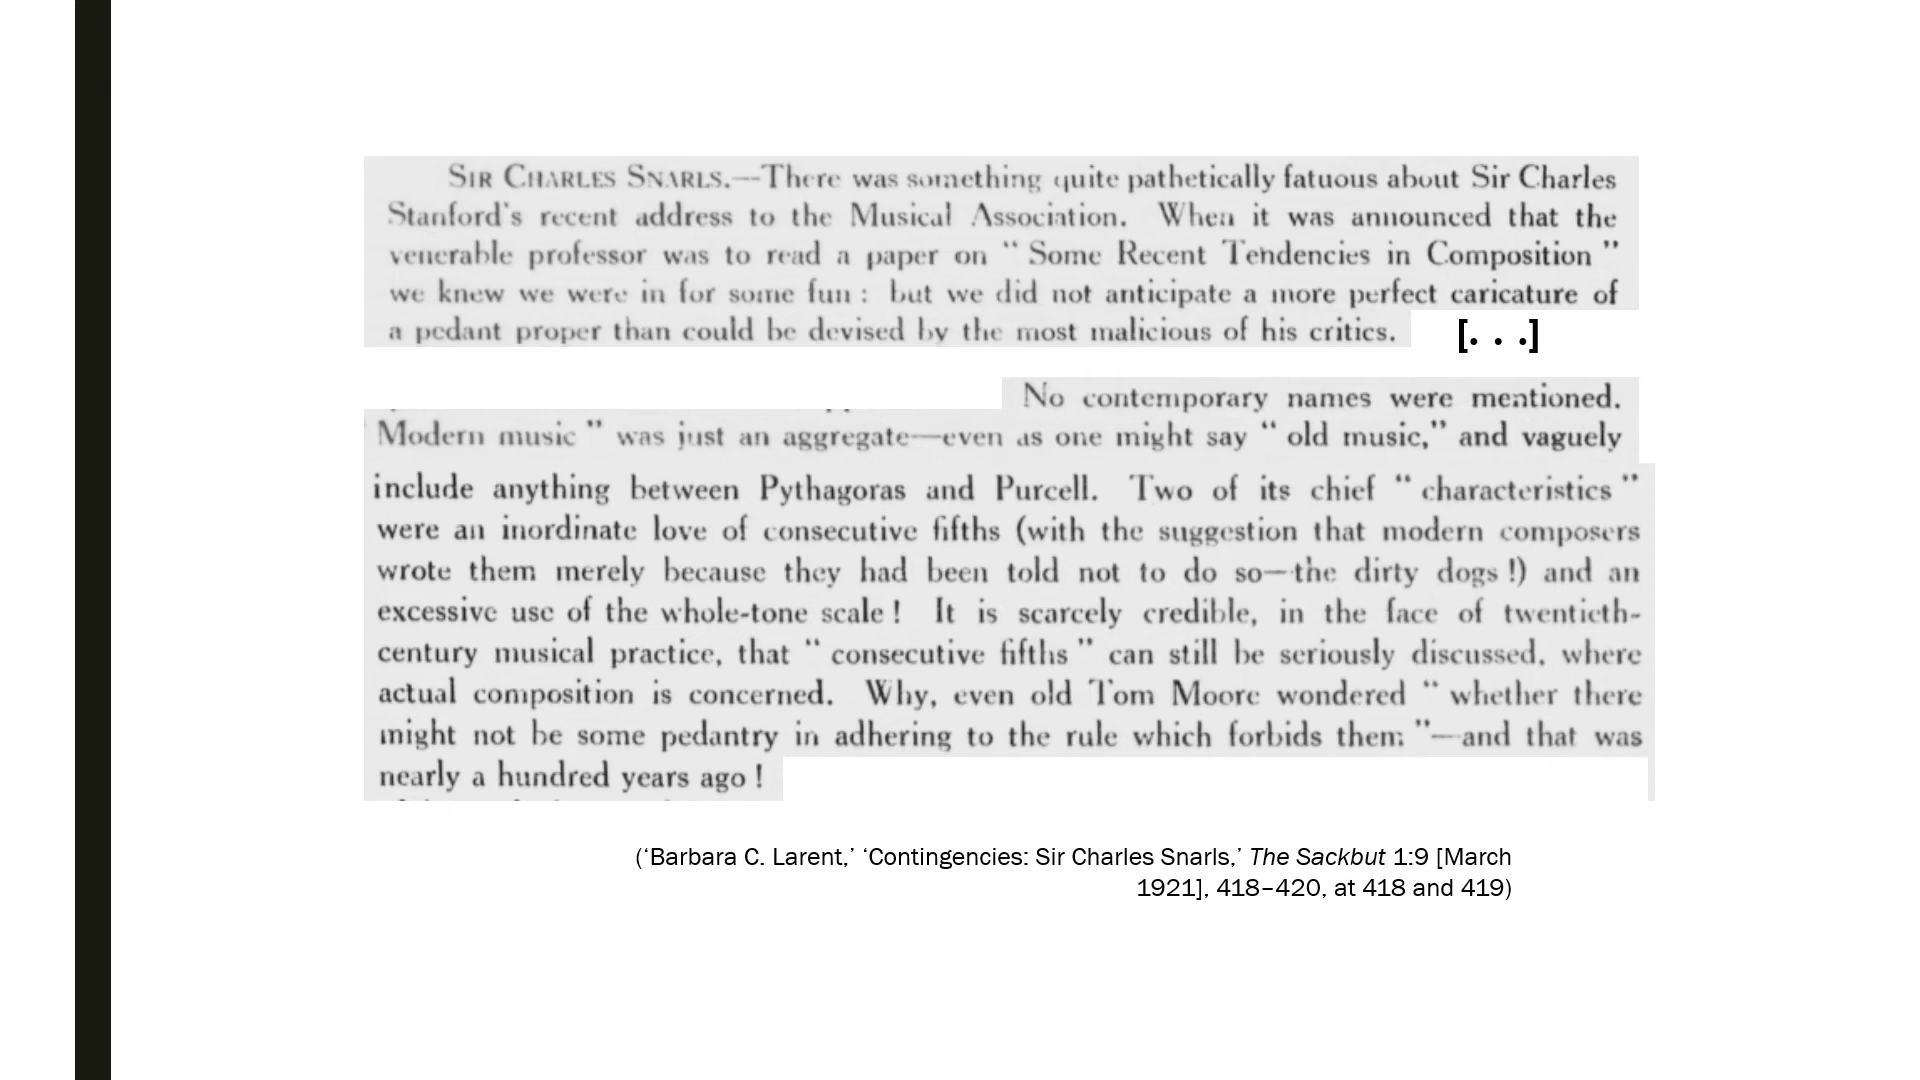 SIR CHARLES SNARLS.—There was something quite pathetically fatuous about Sir Charles
Stanford's recent address to the Musical Association. When it was announced that the
venerable professor was to read a paper on “ Some Recent Tendencies in Composition ”
we knew we were in for some fun : but we did not anticipate a more perfect caricature of
a pedant proper than could be devised by the most malicious of his critics. [. . .]
No contemporary names were mentioned.
Modern music ” was just an aggregate—even as one might say “ old music,” and vaguely
include anything between Pythagoras and Purcell. Two of its chief “ characteristics ”
were an inordinate love of consecutive fifths (with the suggestion that modern composers
wrote them merely because they had been told not to do so—the dirty dogs !) and an
excessive use of the whole-tone scale ! It is scarcely credible, in the face of twentieth-
century musical practice, that “ consecutive fifths ” can still be seriously discussed, where
actual composition is concerned. Why, even old Tom Moore wondered “ whether there
might not be some pedantry in adhering to the rule which forbids them ”—and that was
nearly a hundred years ago !
(‘Barbara C. Larent,’ ‘Contingencies: Sir Charles Snarls,’ The Sackbut 1:9 [March
1921], 418–420, at 418 and 419)